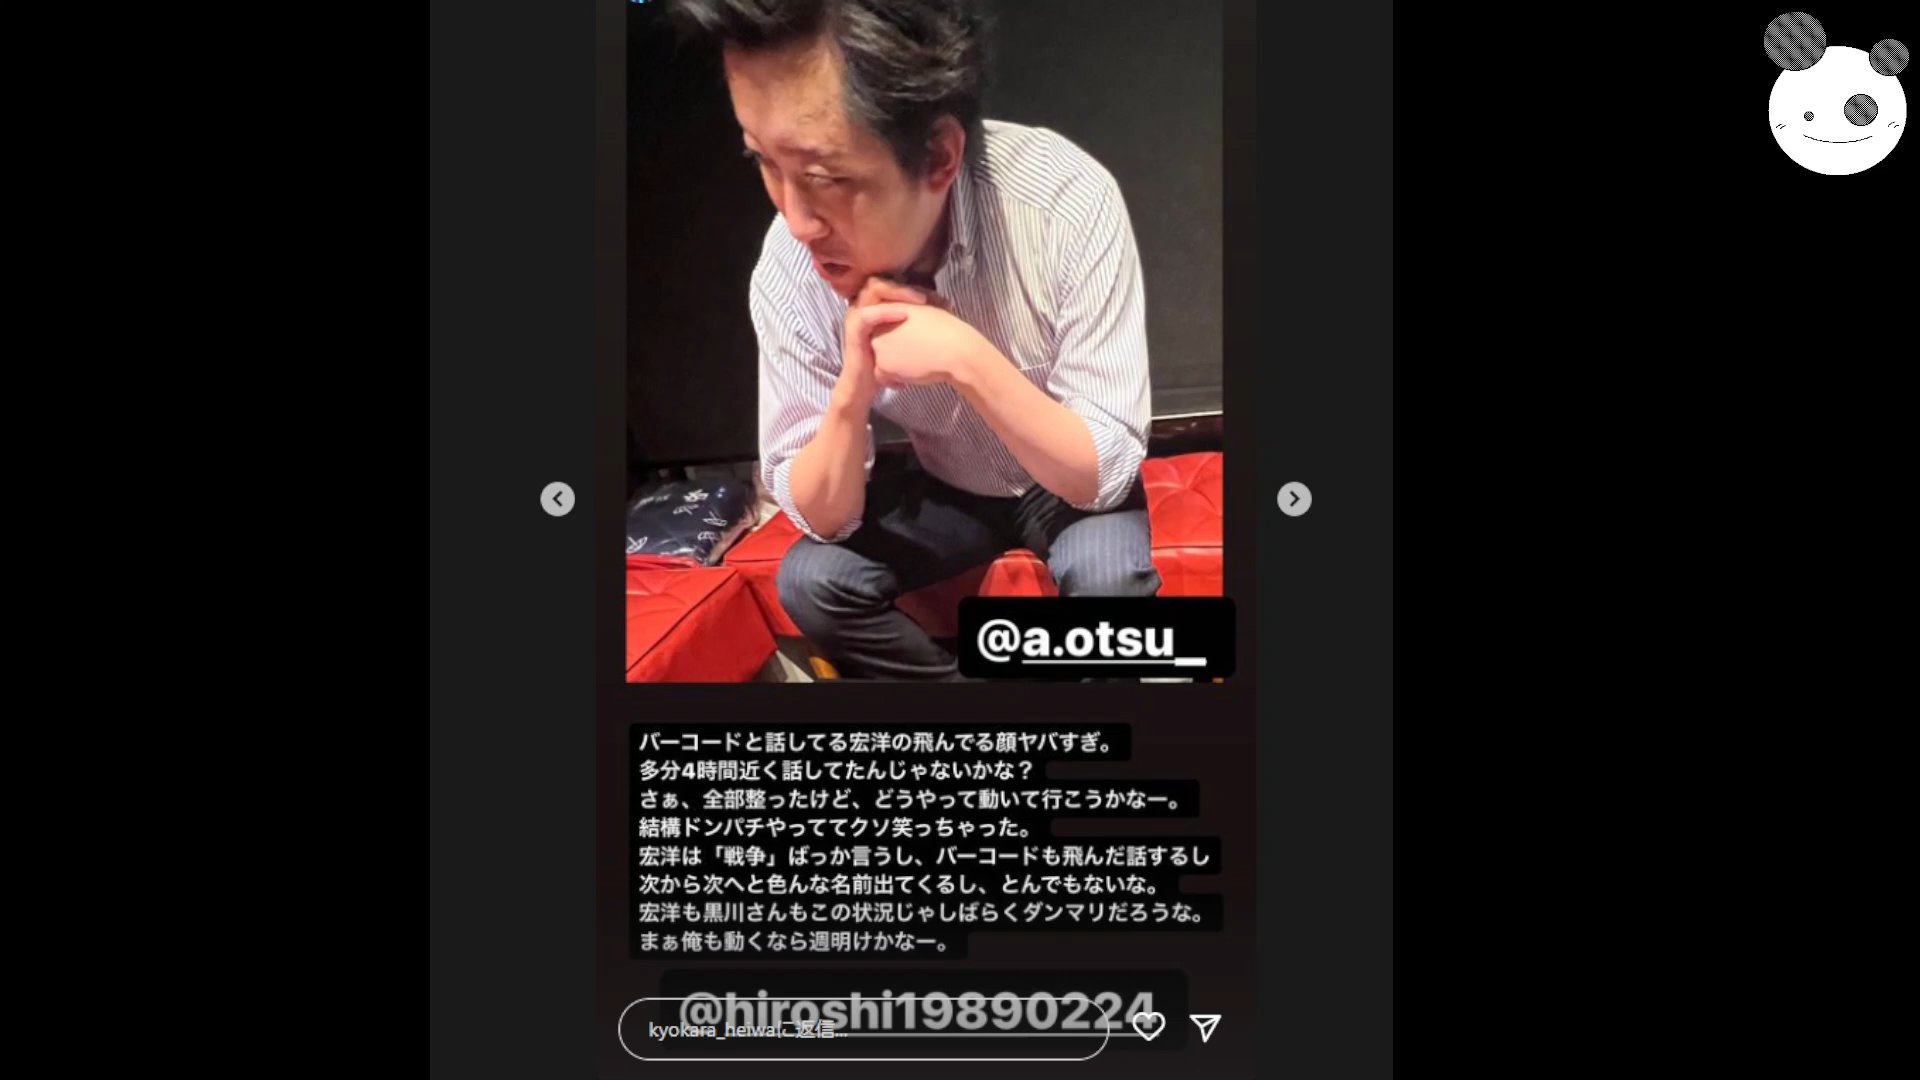 @a.otsu_
バーコードと話してる宏洋の飛んでる顔ヤバすぎ。
多分4時間近く話してたんじゃないかな？
さぁ、全部整ったけど、どうやって動いて行こうかなー。
結構ドンパチやっててクソ笑っちゃった。
宏洋は「戦争」ばっか言うし、バーコードも飛んだ話するし
次から次へと色んな名前出てくるし、とんでもないな。
宏洋も黒川さんもこの状況じゃしばらくダンマリだろうな。
まぁ俺も動くなら週明けかなー。
@hiroshi19890224
kyokara_heiwaに返信...